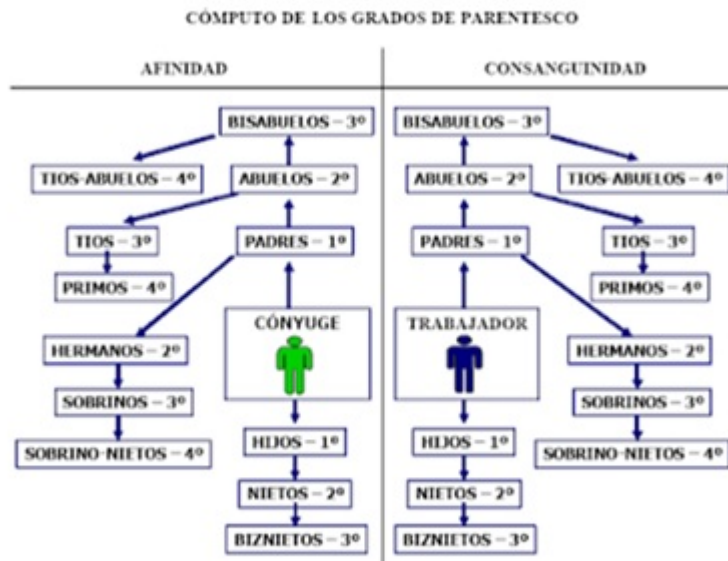 CÓMPUTO DE LOS GRADOS DE PARENTESCO
AFINIDAD
CONSANGUINIDAD
BISABUELOS – 3º
TIOS-ABUELOS – 4º
ABUELOS – 2º
TIOS – 3º
PADRES – 1º
PRIMOS – 4º
CÓNYUGE
HERMANOS – 2º
SOBRINOS – 3º
SOBRINO-NIETOS – 4º
HIJOS – 1º
NIETOS – 2º
BIZNIETOS – 3º
BISABUELOS – 3º
ABUELOS – 2º
TIOS-ABUELOS – 4º
PADRES – 1º
TIOS – 3º
PRIMOS – 4º
TRABAJADOR
HERMANOS – 2º
SOBRINOS – 3º
SOBRINO-NIETOS – 4º
HIJOS – 1º
NIETOS – 2º
BIZNIETOS – 3º